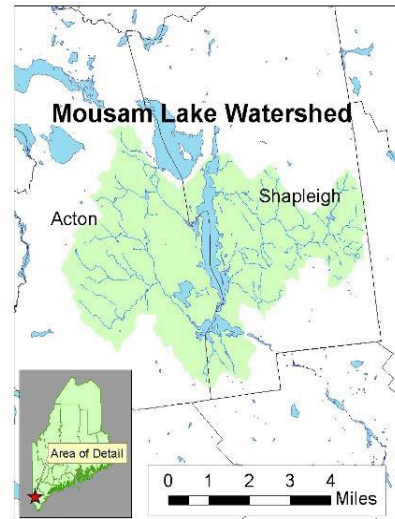 Mousam Lake Watershed
Shapleigh
Acton
Area of Detail
0 1 2 3 4
Miles